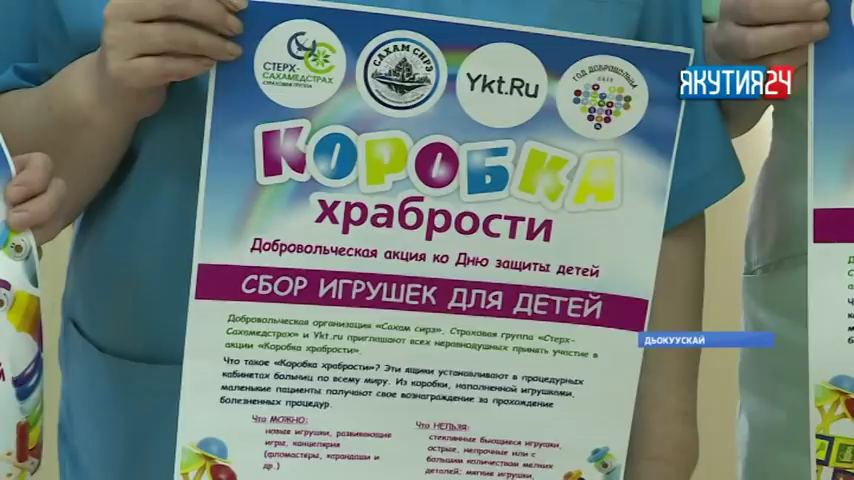 СТЕРХ-
САХАМЕДСТРАХ
СТРАХОВАЯ ГРУППА
САХАМ СИРЭ
Ykt.Ru
ГОД ДОБРОВОЛЬЦА
2018
ЯКУТИЯ24
КОРОБКА
храбрости
Добровольческая акция ко Дню защиты детей
СБОР ИГРУШЕК ДЛЯ ДЕТЕЙ
Добровольческая организация «Сахам сирэ», Страховая группа «Стерх-
Сахамедстрах» и Ykt.ru приглашают всех неравнодушных принять участие в
акции «Коробка храбрости».
ДЬОКУУСКАЙ
Что такое «Коробка храбрости»? Эти ящики устанавливают в процедурных
кабинетах больниц по всему миру. Из коробки, наполненной игрушками,
маленькие пациенты получают свое вознаграждение за прохождение
болезненных процедур.
Что МОЖНО:
новые игрушки, развивающие
игры, канцелярия
(фломастеры, карандаши и
др.)
Что НЕЛЬЗЯ:
стеклянные бьющиеся игрушки,
острые, непрочные или с
большим количеством мелких
деталей; мягкие игрушки,